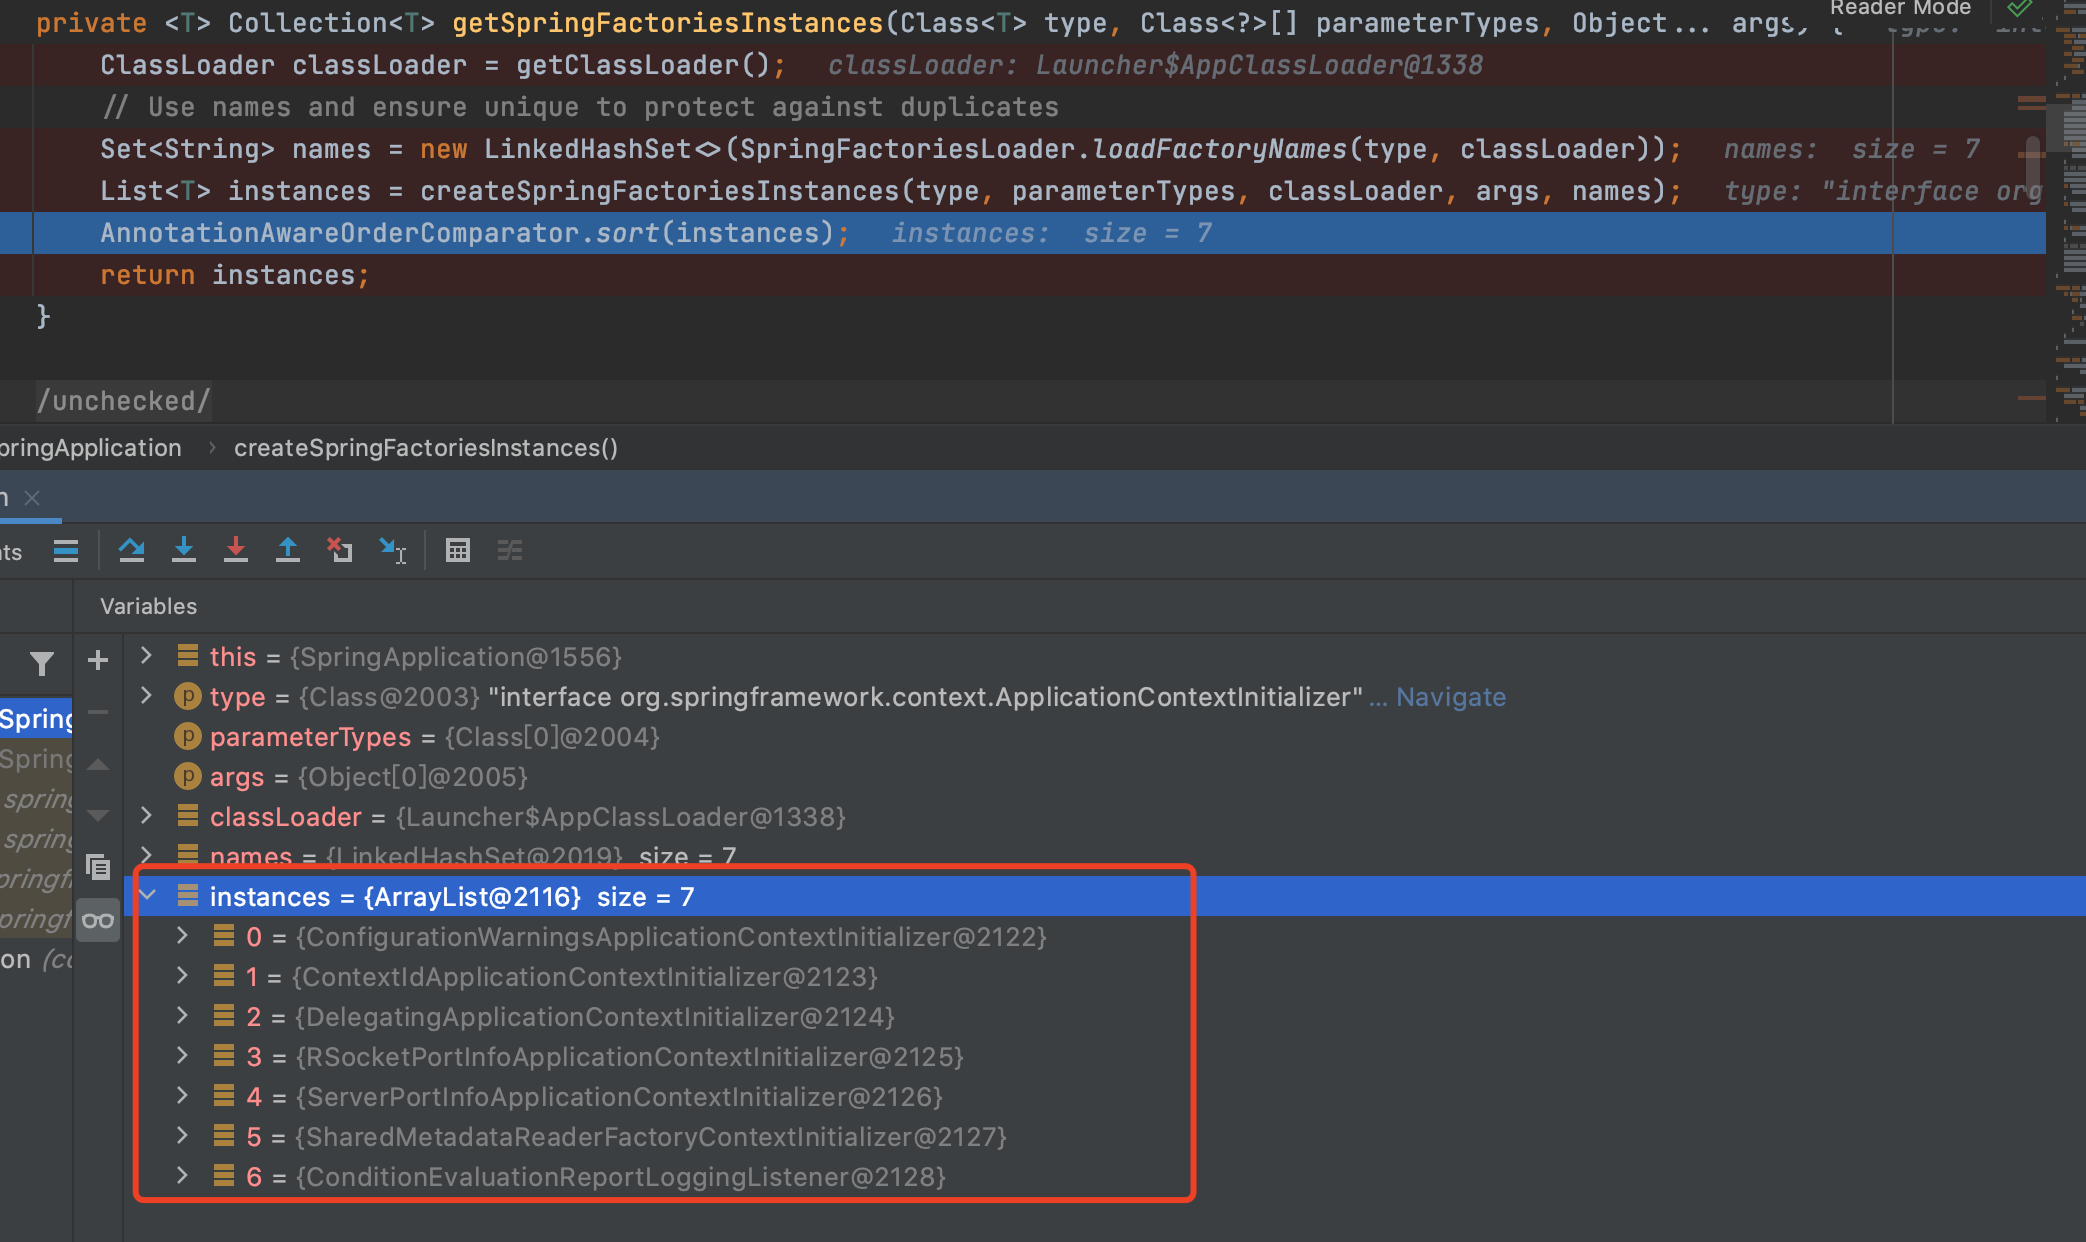 Reader Mode
private <T> Collection<T> getSpringFactoriesInstances(Class<T> type, Class<?>[] parameterTypes, Object... args) { type: "int
ClassLoader classLoader = getClassLoader(); classLoader: Launcher$AppClassLoader@1338
// Use names and ensure unique to protect against duplicates
Set<String> names = new LinkedHashSet<>(SpringFactoriesLoader.loadFactoryNames(type, classLoader)); names: size = 7
List<T> instances = createSpringFactoriesInstances(type, parameterTypes, classLoader, args, names); type: "interface org
AnnotationAwareOrderComparator.sort(instances); instances: size = 7
return instances;
}
/unchecked/
pringApplication › createSpringFactoriesInstances()
n
nts
Variables
this = {SpringApplication@1556}
type = {Class@2003} "interface org.springframework.context.ApplicationContextInitializer" ... Navigate
Spring
parameterTypes = {Class[0]@2004}
Spring
args = {Object[0]@2005}
spring
classLoader = {Launcher$AppClassLoader@1338}
spring
names = {LinkedHashSet@2019} size = 7
pringf
instances = {ArrayList@2116} size = 7
pringf
0 = {ConfigurationWarningsApplicationContextInitializer@2122}
on (co
1 = {ContextIdApplicationContextInitializer@2123}
2 = {DelegatingApplicationContextInitializer@2124}
3 = {RSocketPortInfoApplicationContextInitializer@2125}
4 = {ServerPortInfoApplicationContextInitializer@2126}
5 = {SharedMetadataReaderFactoryContextInitializer@2127}
6 = {ConditionEvaluationReportLoggingListener@2128}